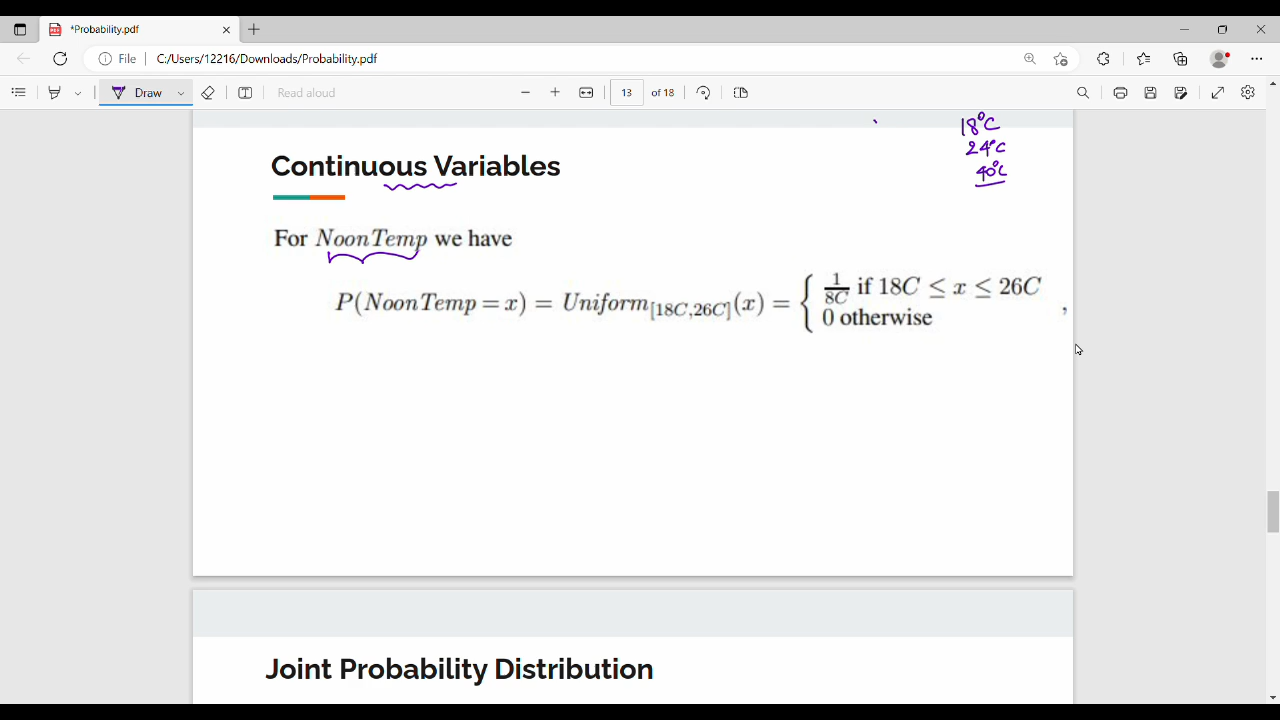 *Probability.pdf
File
C:/Users/12216/Downloads/Probability.pdf
Draw
Read aloud
13 of 18
18°C
24°C
40°C
Continuous Variables
For NoonTemp we have
P(NoonTemp = x) = Uniform[18C,26C](x) = { 1/8C if 18C ≤ x ≤ 26C
0 otherwise ,
Joint Probability Distribution